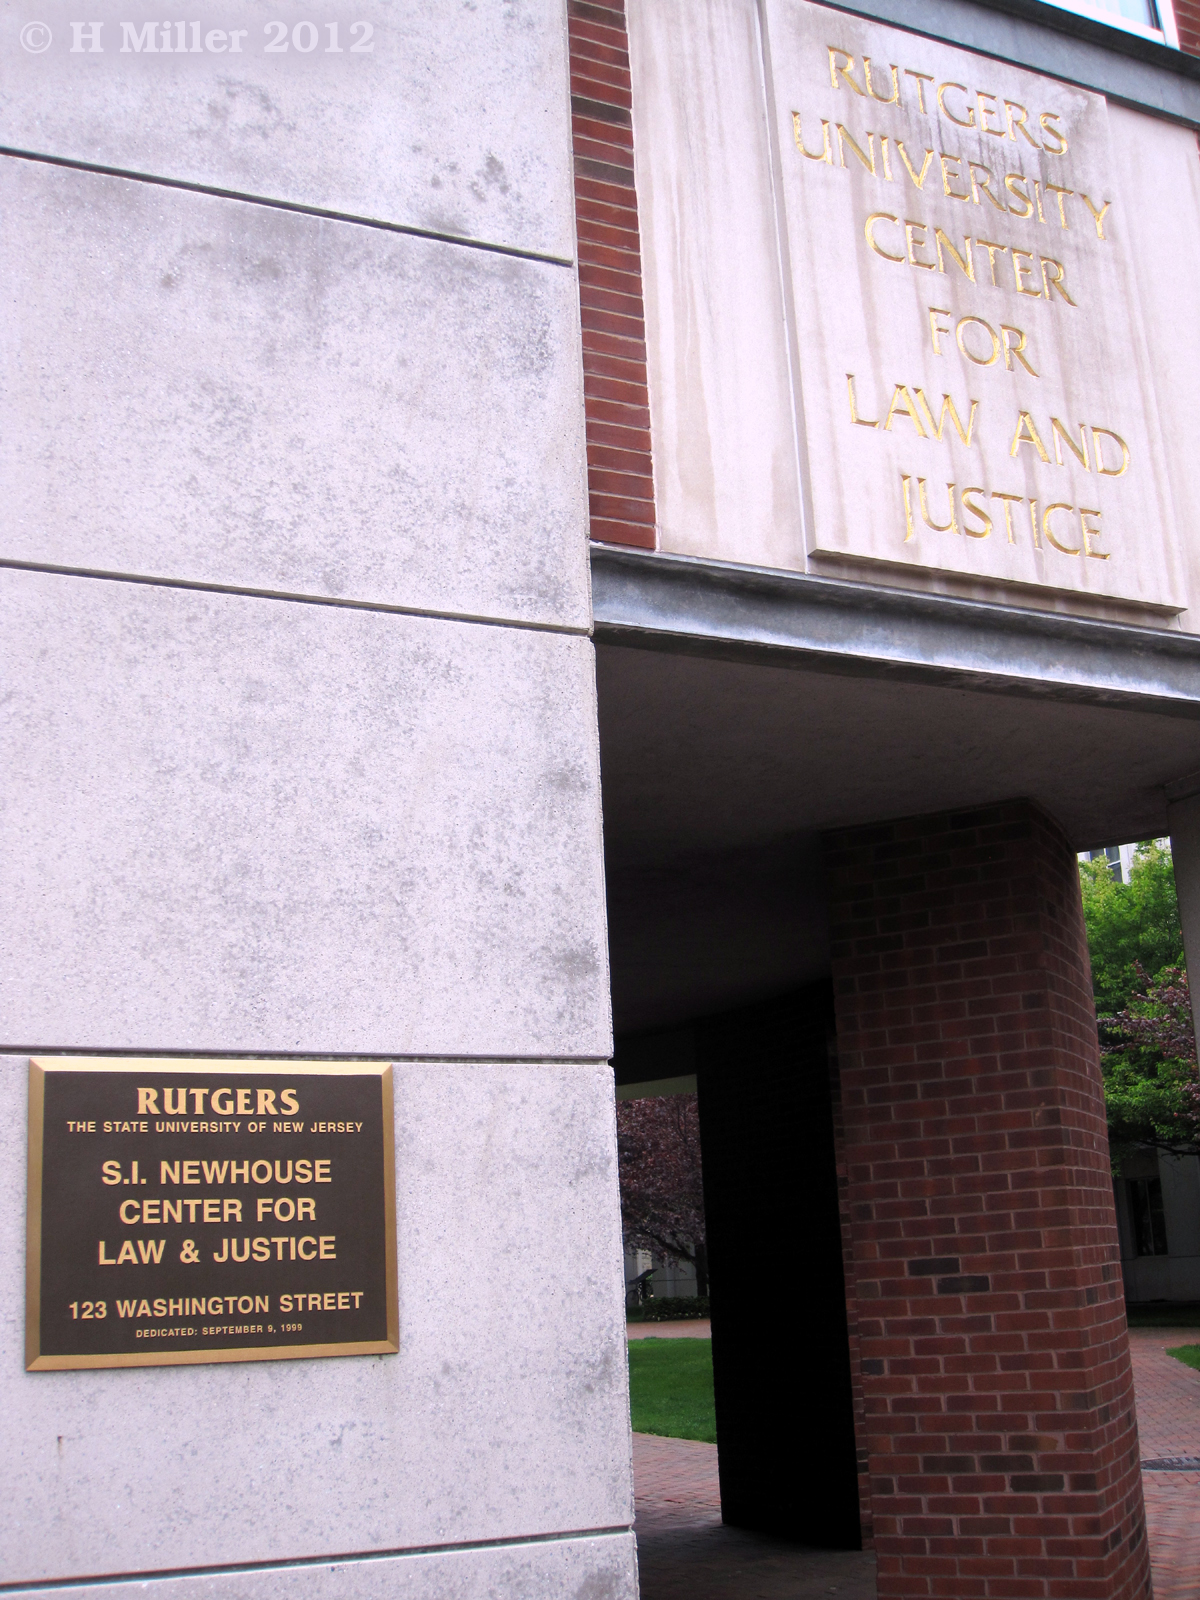 © H Miller 2012
RUTGERS
UNIVERSITY
CENTER
FOR
LAW AND
JUSTICE
RUTGERS
THE STATE UNIVERSITY OF NEW JERSEY
S.I. NEWHOUSE
CENTER FOR
LAW & JUSTICE
123 WASHINGTON STREET
DEDICATED: SEPTEMBER 9, 1999